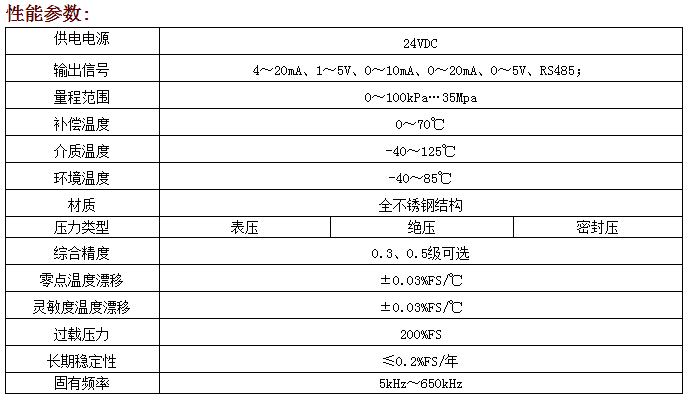 性能参数:
供电电源 24VDC
输出信号 4～20mA、1～5V、0～10mA、0～20mA、0～5V、RS485;
量程范围 0～100kPa…35Mpa
补偿温度 0～70℃
介质温度 -40～125℃
环境温度 -40～85℃
材质 全不锈钢结构
压力类型 表压 绝压 密封压
综合精度 0.3、0.5级可选
零点温度漂移 ±0.03%FS/℃
灵敏度温度漂移 ±0.03%FS/℃
过载压力 200%FS
长期稳定性 ≤0.2%FS/年
固有频率 5kHz～650kHz